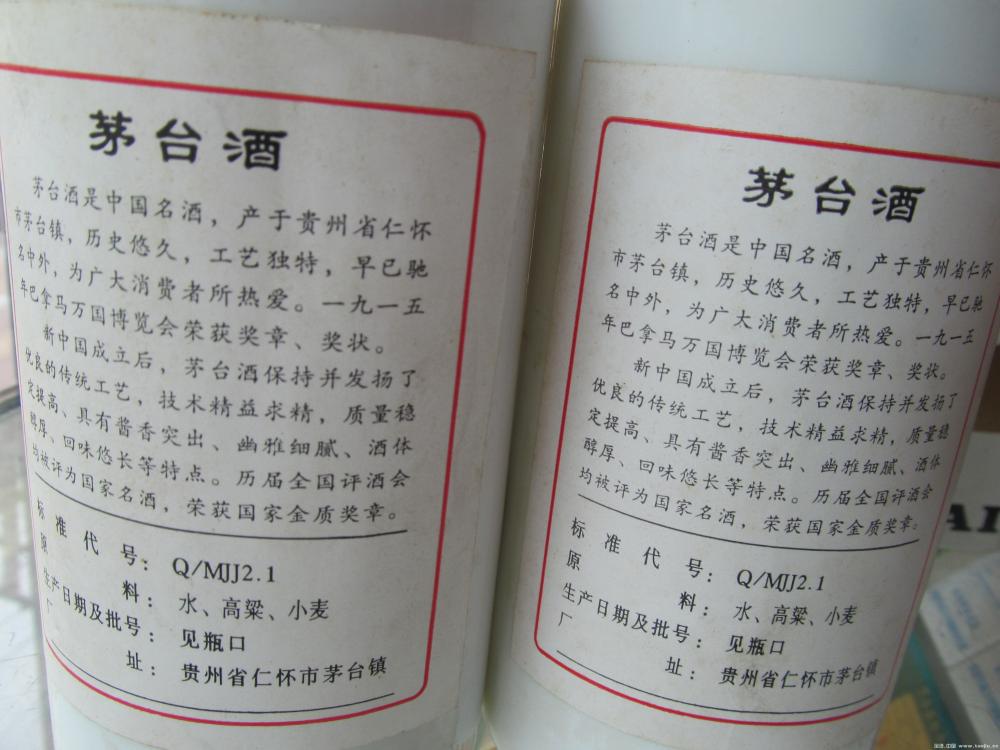 茅台酒
茅台酒是中国名酒，产于贵州省仁怀
市茅台镇，历史悠久，工艺独特，早已驰
名中外，为广大消费者所热爱。一九一五
年巴拿马万国博览会荣获奖章、奖状。
新中国成立后，茅台酒保持并发扬了
优良的传统工艺，技术精益求精，质量稳
定提高、具有酱香突出、幽雅细腻、酒体
醇厚、回味悠长等特点。历届全国评酒会
均被评为国家名酒，荣获国家金质奖章。
标准代号：Q/MJJ2.1
原料：水、高粱、小麦
生产日期及批号：见瓶口
厂址：贵州省仁怀市茅台镇
茅台酒
茅台酒是中国名酒，产于贵州省仁怀
市茅台镇，历史悠久，工艺独特，早已驰
名中外，为广大消费者所热爱。一九一五
年巴拿马万国博览会荣获奖章、奖状。
新中国成立后，茅台酒保持并发扬了
优良的传统工艺，技术精益求精，质量稳
定提高、具有酱香突出、幽雅细腻、酒体
醇厚、回味悠长等特点。历届全国评酒会
均被评为国家名酒，荣获国家金质奖章。
标准代号：Q/MJJ2.1
原料：水、高粱、小麦
生产日期及批号：见瓶口
厂址：贵州省仁怀市茅台镇